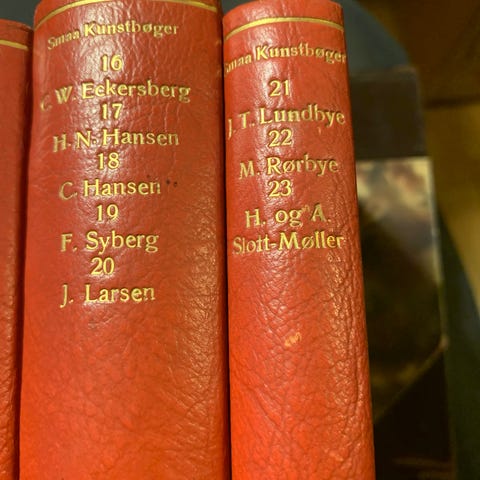 Smaa Kunstbøger
16
C. W. Eckersberg
17
H. N. Hansen
18
C. Hansen
19
F. Syberg
20
J. Larsen
Smaa Kunstbøger
21
J. T. Lundbye
22
M. Rørbye
23
H. og A.
Slott-Møller